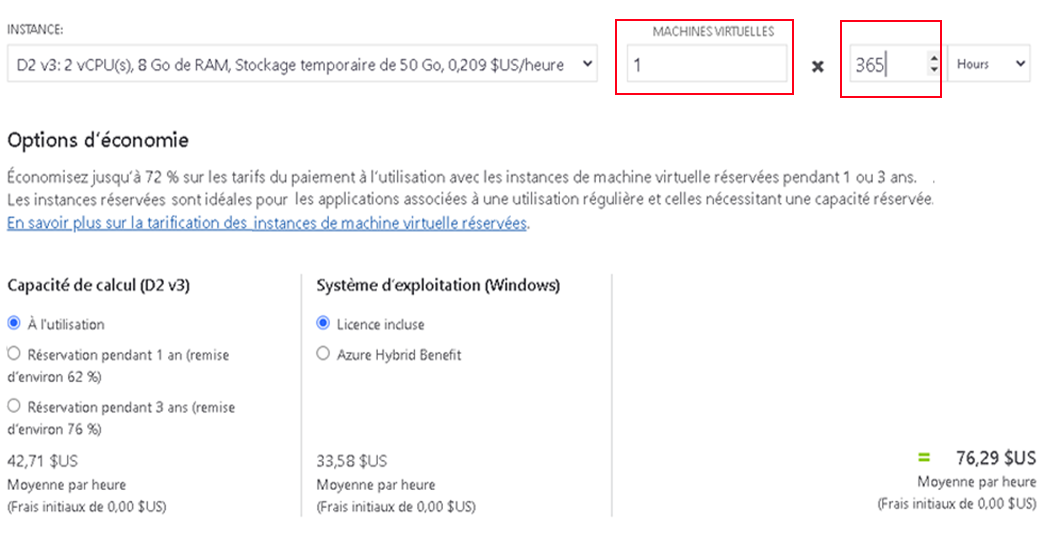 INSTANCE:
MACHINES VIRTUELLES
D2 v3: 2 vCPU(s), 8 Go de RAM, Stockage temporaire de 50 Go, 0,209 $US/heure
1
365
Hours
Options d'économie
Économisez jusqu'à 72 % sur les tarifs du paiement à l'utilisation avec les instances de machine virtuelle réservées pendant 1 ou 3 ans. .
Les instances réservées sont idéales pour les applications associées à une utilisation régulière et celles nécessitant une capacité réservée.
En savoir plus sur la tarification des instances de machine virtuelle réservées.
Capacité de calcul (D2 v3)
À l'utilisation
Réservation pendant 1 an (remise
d'environ 62 %)
Réservation pendant 3 ans (remise
d'environ 76 %)
42,71 $US
Moyenne par heure
(Frais initiaux de 0,00 $US)
Système d'exploitation (Windows)
Licence incluse
Azure Hybrid Benefit
33,58 $US
Moyenne par heure
(Frais initiaux de 0,00 $US)
= 76,29 $US
Moyenne par heure
(Frais initiaux de 0,00 $US)